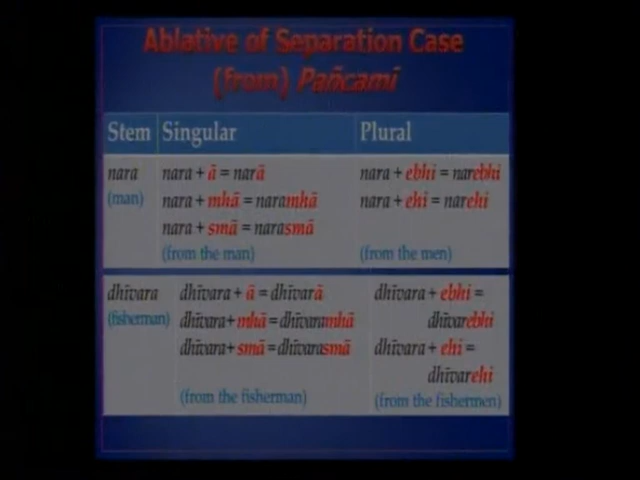 Ablative of Separation Case
(from) Pañcamī
Stem Singular Plural
nara nara + ā = narā nara + ebhi = narebhi
(man) nara + mhā = naramhā nara + ehi = narehi
nara + smā = narasmā
(from the man) (from the men)
dhīvara dhīvara + ā = dhīvarā dhīvara + ebhi =
(fisherman) dhīvara+mhā=dhīvaramhā dhīvarebhi
dhīvara+smā=dhīvarasmā dhīvara + ehi =
dhīvarehi
(from the fisherman) (from the fishermen)